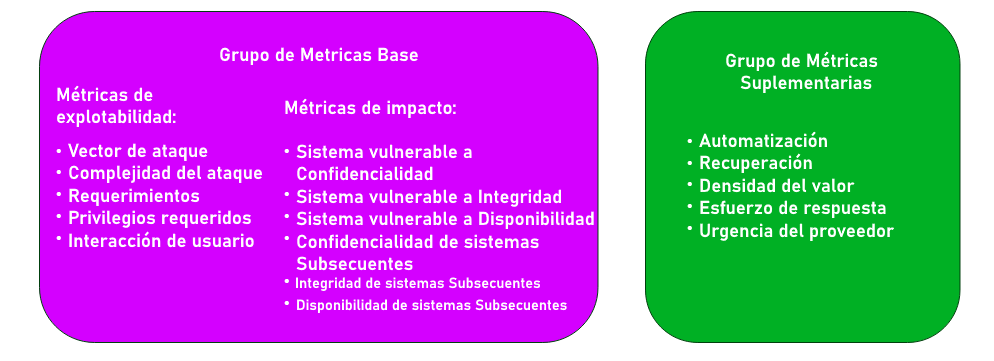 Grupo de Metricas Base
Métricas de
explotabilidad:
• Vector de ataque
• Complejidad del ataque
• Requerimientos
• Privilegios requeridos
• Interacción de usuario
Métricas de impacto:
• Sistema vulnerable a
Confidencialidad
• Sistema vulnerable a Integridad
• Sistema vulnerable a Disponibilidad
• Confidencialidad de sistemas
Subsecuentes
• Integridad de sistemas Subsecuentes
• Disponibilidad de sistemas Subsecuentes
Grupo de Métricas
Suplementarias
• Automatización
• Recuperación
• Densidad del valor
• Esfuerzo de respuesta
• Urgencia del proveedor